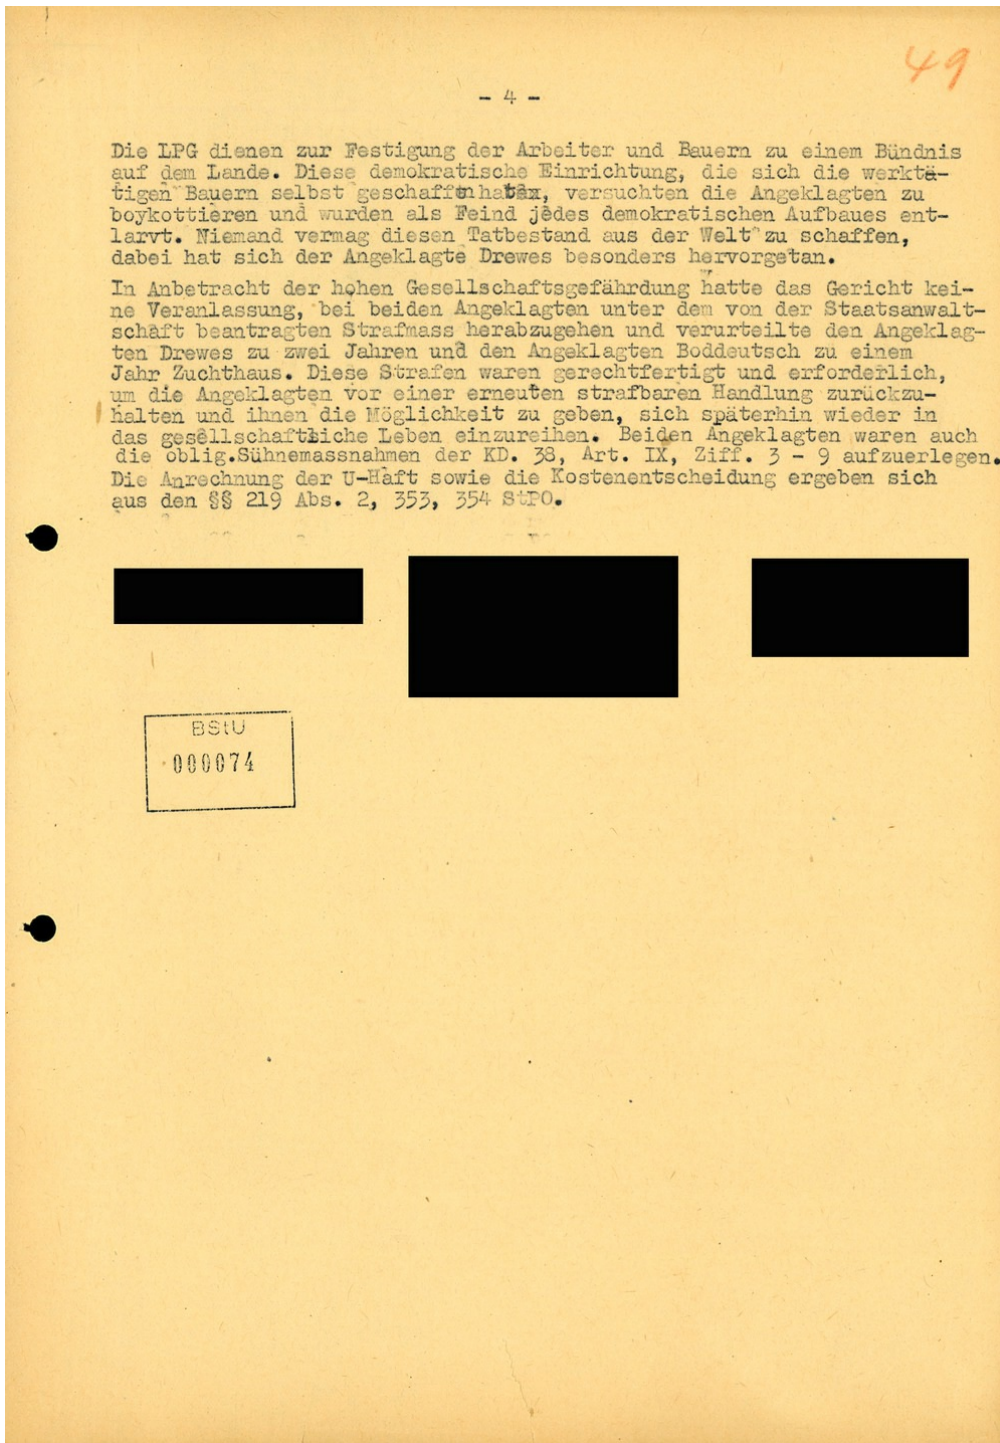 49
- 4 -
Die LPG dienen zur Festigung der Arbeiter und Bauern zu einem Bündnis
auf dem Lande. Diese demokratische Einrichtung, die sich die werktä-
tigen Bauern selbst geschaffen haben, versuchten die Angeklagten zu
boykottieren und wurden als Feind jedes demokratischen Aufbaues ent-
larvt. Niemand vermag diesen Tatbestand aus der Welt zu schaffen,
dabei hat sich der Angeklagte Drewes besonders hervorgetan.
In Anbetracht der hohen Gesellschaftsgefährdung hatte das Gericht kei-
ne Veranlassung, bei beiden Angeklagten unter dem von der Staatsanwalt-
schaft beantragten Strafmass herabzugehen und verurteilte den Angeklag-
ten Drewes zu zwei Jahren und den Angeklagten Boddeutsch zu einem
Jahr Zuchthaus. Diese Strafen waren gerechtfertigt und erforderlich,
um die Angeklagten vor einer erneuten strafbaren Handlung zurückzu-
halten und ihnen die Möglichkeit zu geben, sich späterhin wieder in
das gesellschaftliche Leben einzureihen. Beiden Angeklagten waren auch
die oblig.Sühnemassnahmen der KD. 38, Art. IX, Ziff. 3 - 9 aufzuerlegen.
Die Anrechnung der U-Haft sowie die Kostenentscheidung ergeben sich
aus den §§ 219 Abs. 2, 353, 354 StPO.
BStU
000074